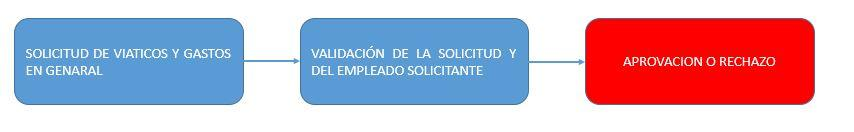 SOLICITUD DE VIATICOS Y GASTOS
EN GENARAL
VALIDACIÓN DE LA SOLICITUD Y
DEL EMPLEADO SOLICITANTE
APROVACION O RECHAZO